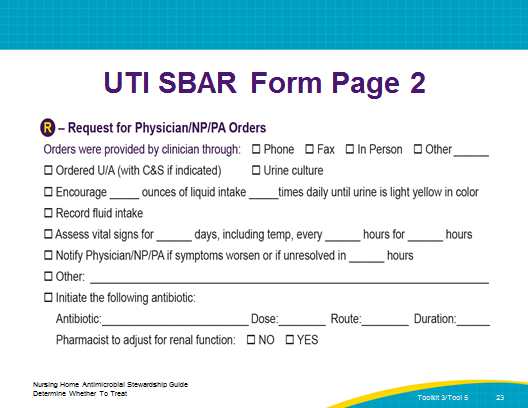 UTI SBAR Form Page 2
R – Request for Physician/NP/PA Orders
Orders were provided by clinician through: ☐ Phone ☐ Fax ☐ In Person ☐ Other ______
☐ Ordered U/A (with C&S if indicated) ☐ Urine culture
☐ Encourage _____ ounces of liquid intake _____times daily until urine is light yellow in color
☐ Record fluid intake
☐ Assess vital signs for ______ days, including temp, every ______ hours for ______ hours
☐ Notify Physician/NP/PA if symptoms worsen or if unresolved in ______ hours
☐ Other: ______________________________
☐ Initiate the following antibiotic:
Antibiotic:________________________ Dose:________ Route:________ Duration:______
Pharmacist to adjust for renal function: ☐ NO ☐ YES
Nursing Home Antimicrobial Stewardship Guide
Determine Whether To Treat
Toolkit 3/Tool 5 23